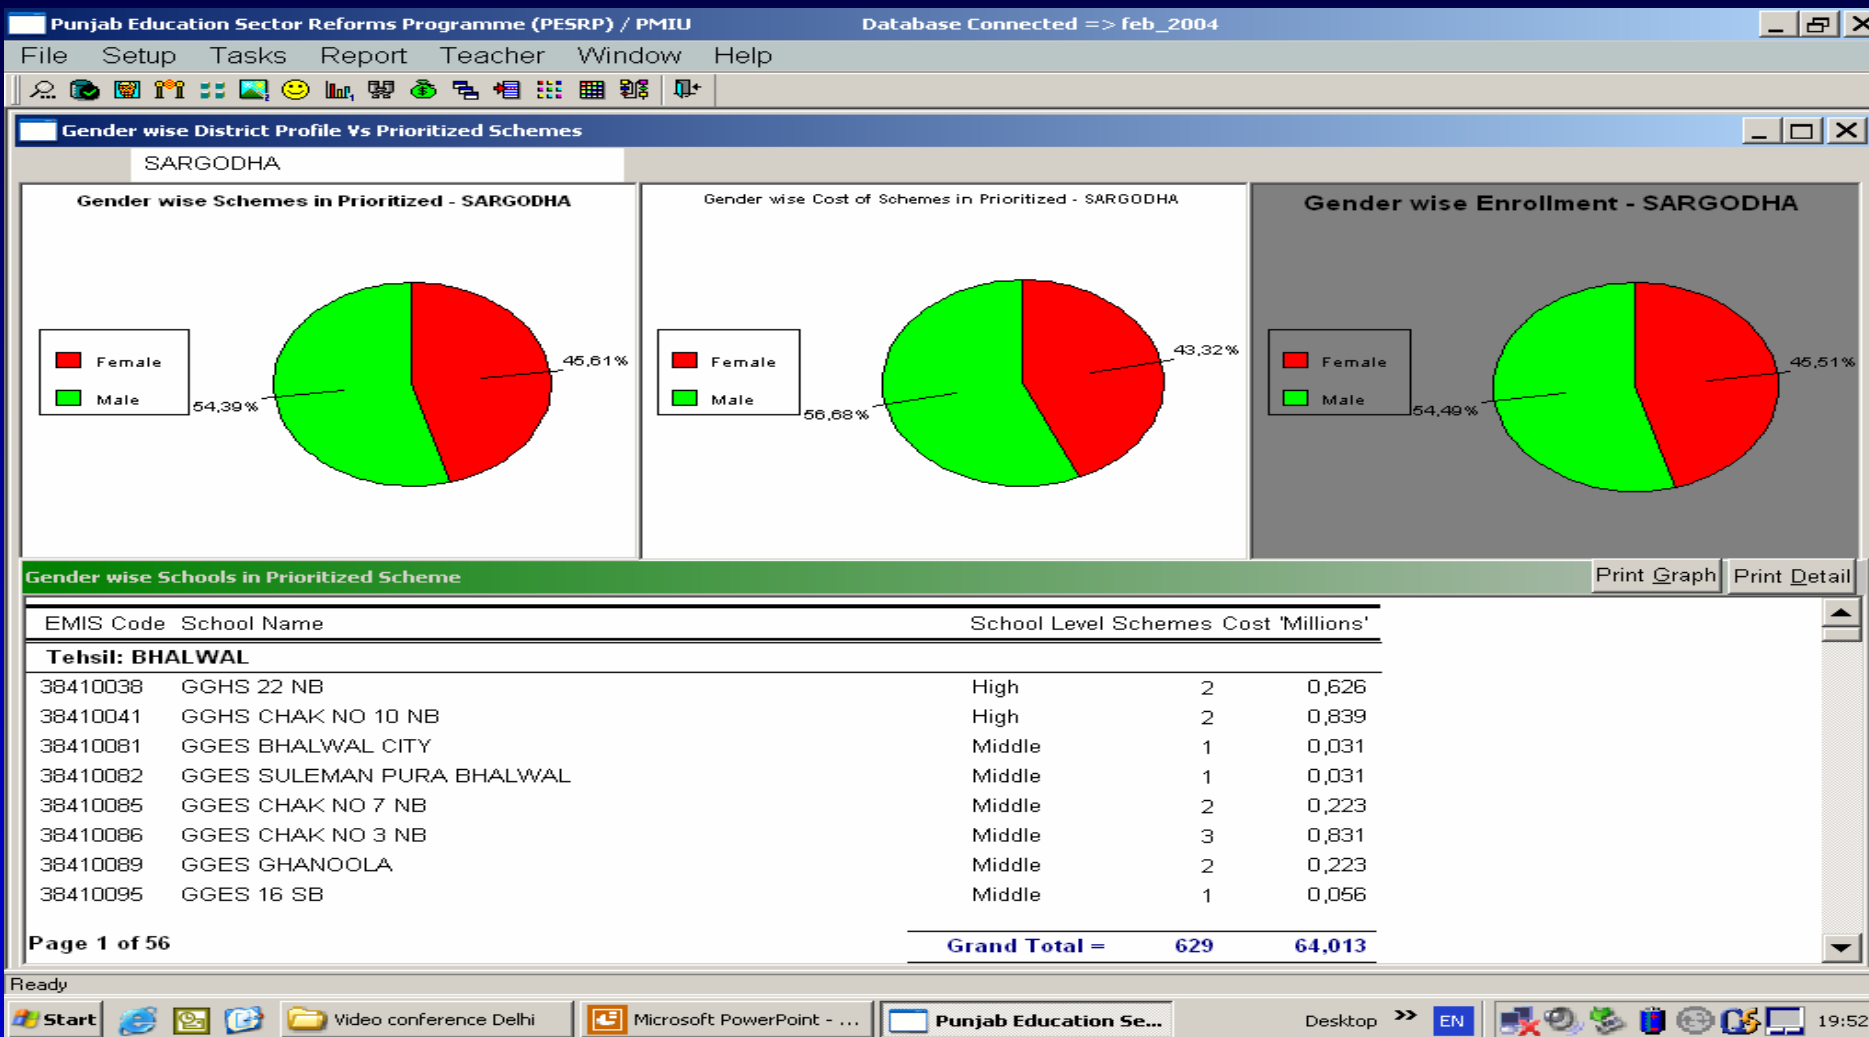 Punjab Education Sector Reforms Programme (PESRP) / PMIU Database Connected => feb_2004
File Setup Tasks Report Teacher Window Help
Gender wise District Profile Vs Prioritized Schemes
SARGODHA
Gender wise Schemes in Prioritized - SARGODHA
Female
Male
45,61%
54,39%
Gender wise Cost of Schemes in Prioritized - SARGODHA
Female
Male
43,32%
56,68%
Gender wise Enrollment - SARGODHA
Female
Male
45,51%
54,49%
Gender wise Schools in Prioritized Scheme Print Graph Print Detail
EMIS Code School Name School Level Schemes Cost 'Millions'
Tehsil: BHALWAL
38410038 GGHS 22 NB High 2 0,626
38410041 GGHS CHAK NO 10 NB High 2 0,839
38410081 GGES BHALWAL CITY Middle 1 0,031
38410082 GGES SULEMAN PURA BHALWAL Middle 1 0,031
38410085 GGES CHAK NO 7 NB Middle 2 0,223
38410086 GGES CHAK NO 3 NB Middle 3 0,831
38410089 GGES GHANOOLA Middle 2 0,223
38410095 GGES 16 SB Middle 1 0,056
Page 1 of 56 Grand Total = 629 64,013
Ready
Start Video conference Delhi Microsoft PowerPoint - ... Punjab Education Se... Desktop >> EN 19:52